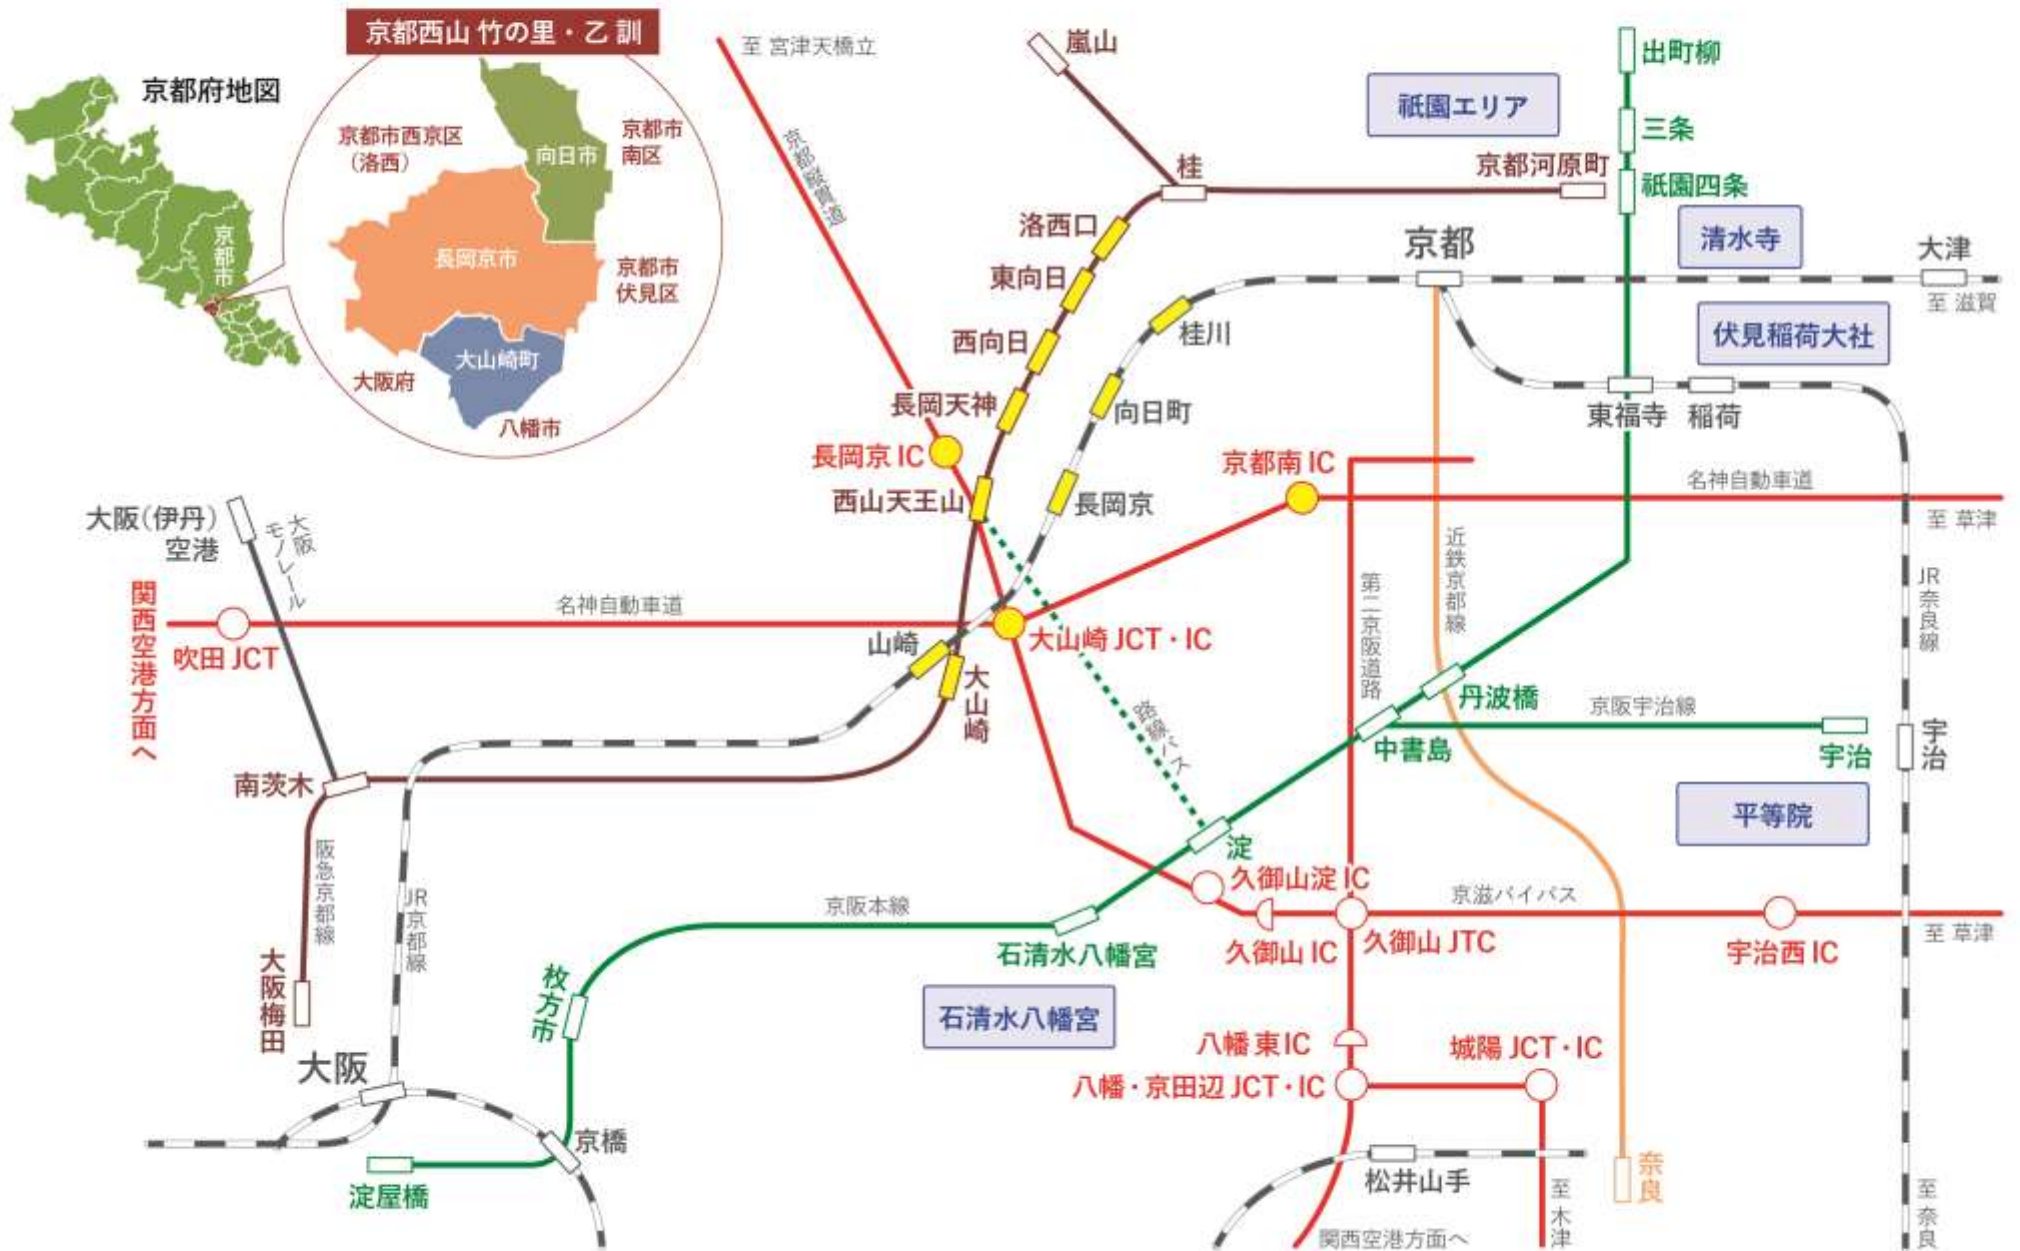 京都西山 竹の里・乙訓
京都府地図
京都市
京都市西京区
（洛西）
向日市
京都市
南区
長岡京市
京都市
伏見区
大山崎町
大阪府
八幡市
至 宮津天橋立
京都縦貫道
嵐山
桂
京都河原町
祇園エリア
出町柳
三条
祇園四条
清水寺
洛西口
東向日
西向日
長岡天神
長岡京 IC
西山天王山
桂川
向日町
長岡京
京都
大津
至 滋賀
伏見稲荷大社
東福寺
稲荷
京都南 IC
名神自動車道
至 草津
大阪（伊丹）
空港
大阪
モノレール
関西空港方面へ
吹田 JCT
名神自動車道
山崎
大山崎
大山崎 JCT・IC
路線バス
第二京阪道路
近鉄京都線
JR奈良線
丹波橋
中書島
京阪宇治線
宇治
宇治
平等院
南茨木
阪急京都線
JR京都線
大阪梅田
大阪
京橋
淀屋橋
枚方市
京阪本線
石清水八幡宮
石清水八幡宮
淀
久御山淀 IC
久御山 IC
久御山 JTC
京滋バイパス
宇治西 IC
至 草津
八幡東 IC
八幡・京田辺 JCT・IC
城陽 JCT・IC
松井山手
関西空港方面へ
至 木津
奈良
至 奈良